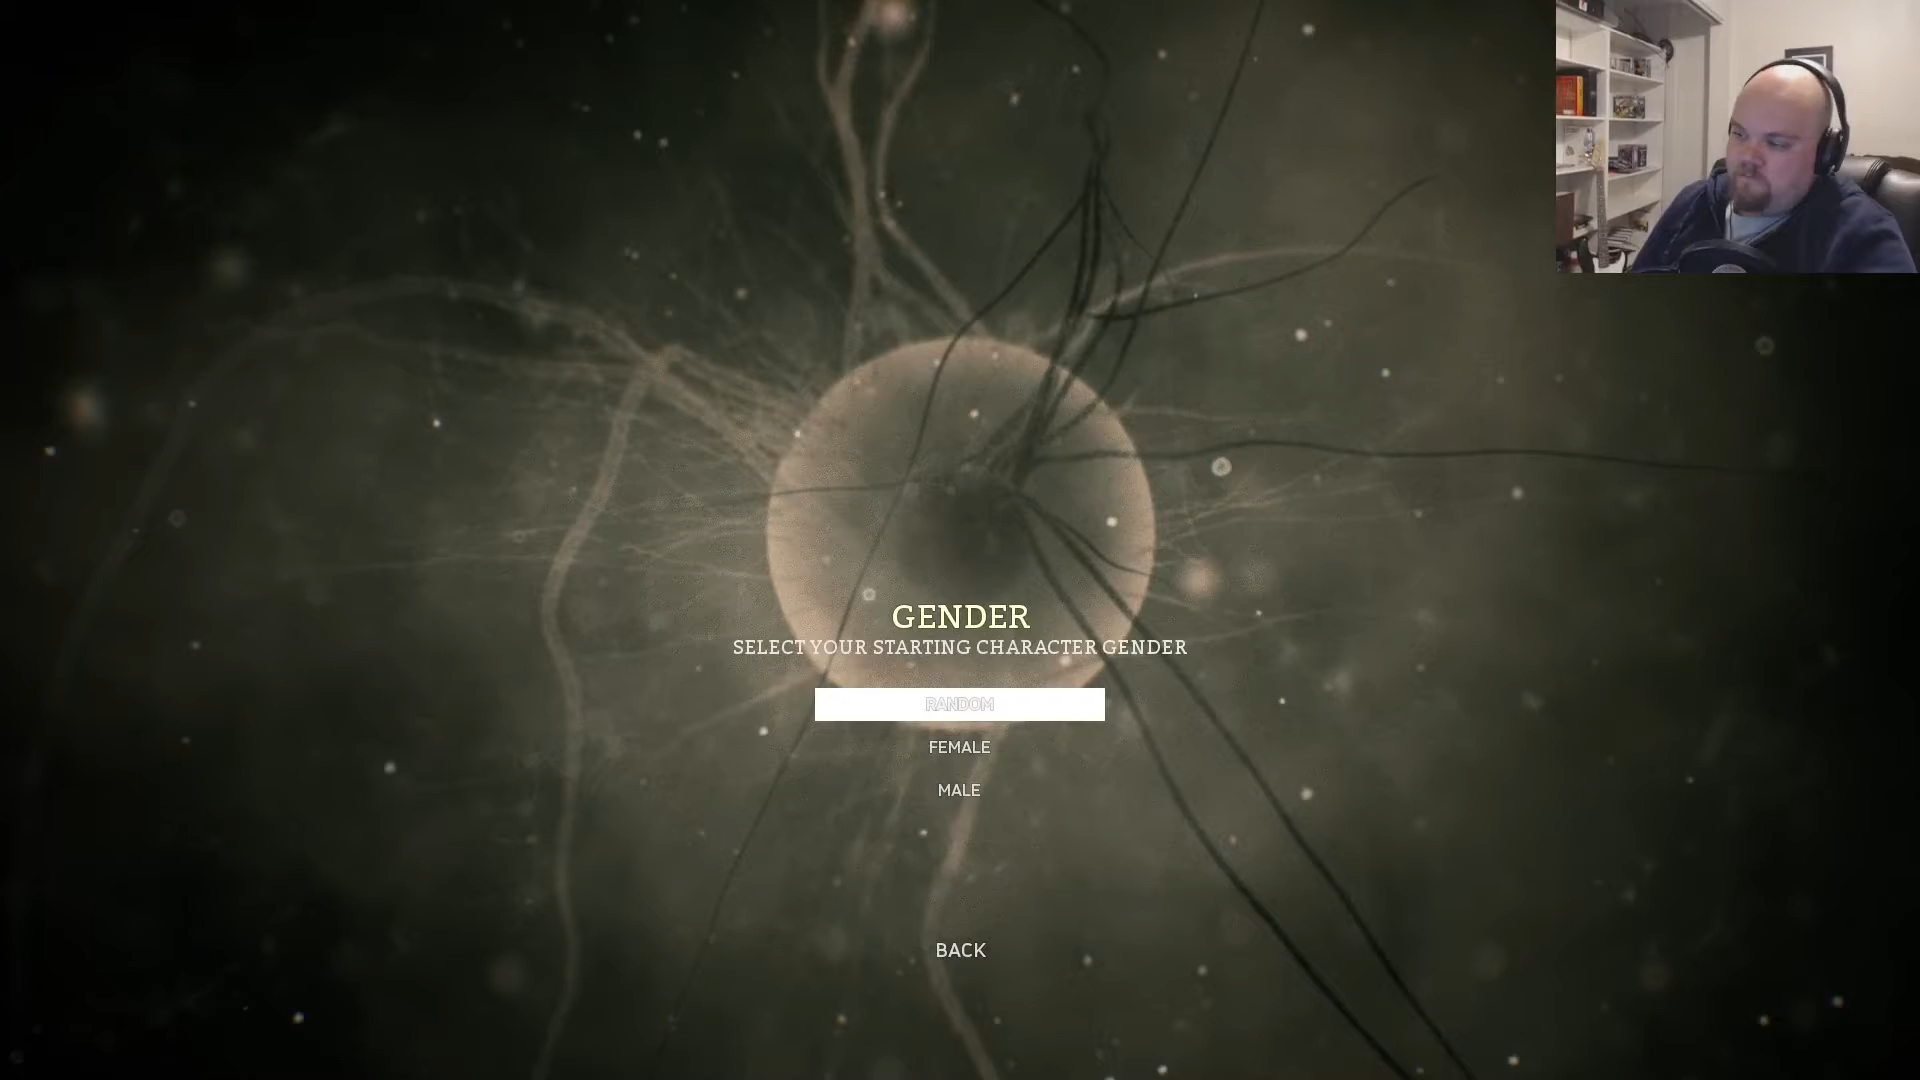 GENDER
SELECT YOUR STARTING CHARACTER GENDER
RANDOM
FEMALE
MALE
BACK